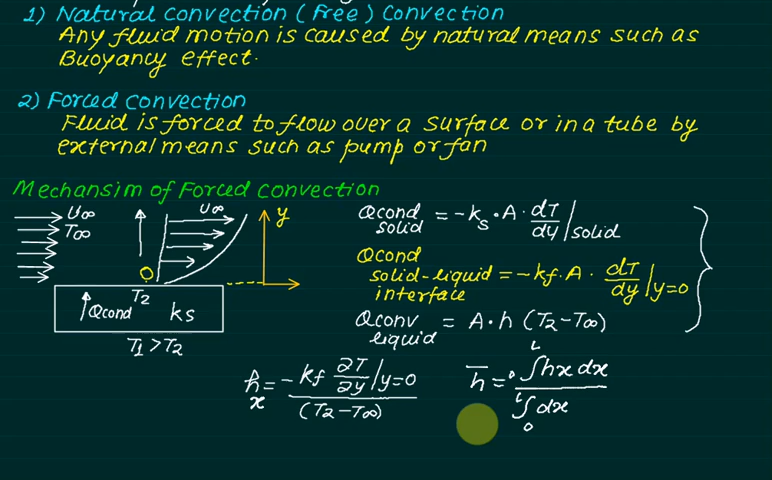 1) Natural Convection (Free) Convection
Any fluid motion is caused by natural means such as
Buoyancy effect.
2) Forced Convection
Fluid is forced to flow over a surface or in a tube by
external means such as pump or fan
Mechansim of Forced Convection
U∞
T∞
U∞
y
T2
Qcond ks
T1 > T2
Qcond solid = -ks · A · dT/dy | solid
Qcond solid-liquid interface = -kf · A · dT/dy | y=0
Qconv liquid = A · h (T2 - T∞)
hx = -kf ∂T/∂y | y=0 / (T2 - T∞)
h̄ = 0∫L hx dx / 0∫L dx